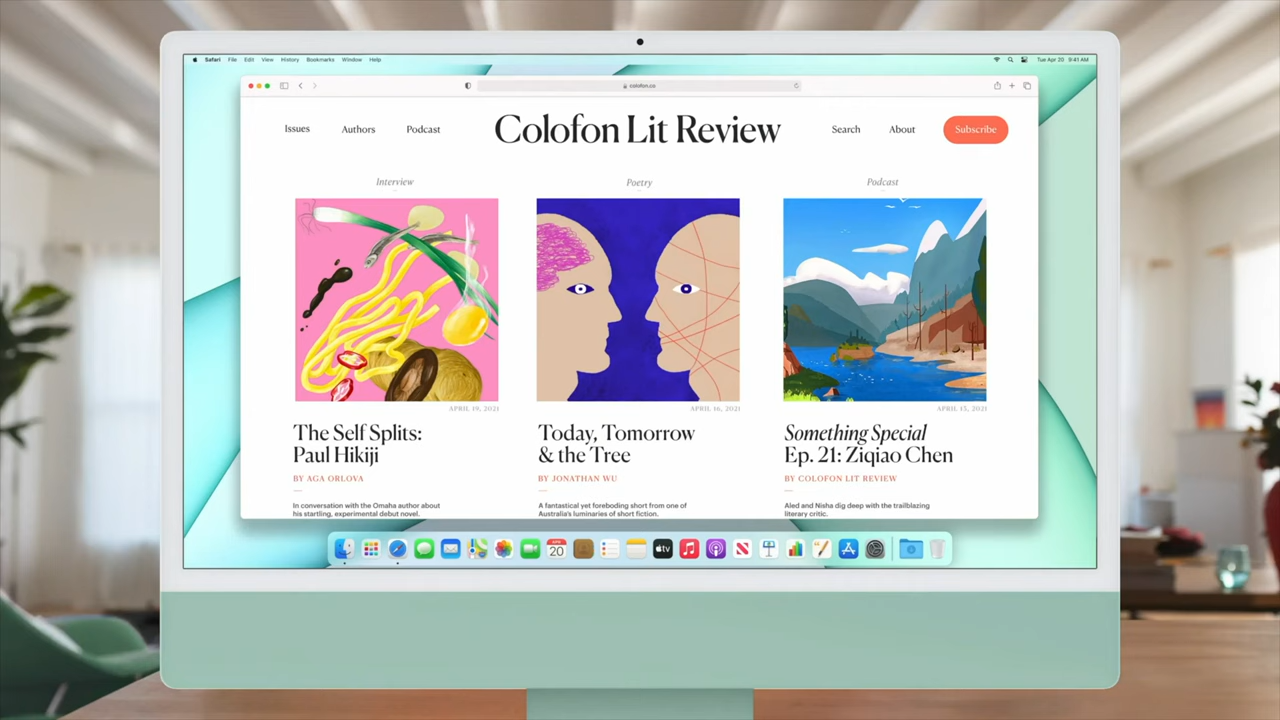 Safari File Edit View History Bookmarks Window Help
Tue Apr 20 9:41 AM
colofon.co
Issues Authors Podcast
Colofon Lit Review
Search About Subscribe
Interview
Poetry
Podcast
APRIL 19, 2021
APRIL 16, 2021
APRIL 15, 2021
The Self Splits:
Paul Hikiji
BY AGA ORLOVA
In conversation with the Omaha author about
his startling, experimental debut novel.
Today, Tomorrow
& the Tree
BY JONATHAN WU
A fantastical yet foreboding short from one of
Australia's luminaries of short fiction.
Something Special
Ep. 21: Ziqiao Chen
BY COLOFON LIT REVIEW
Aled and Nisha dig deep with the trailblazing
literary critic.
APR
20
tv